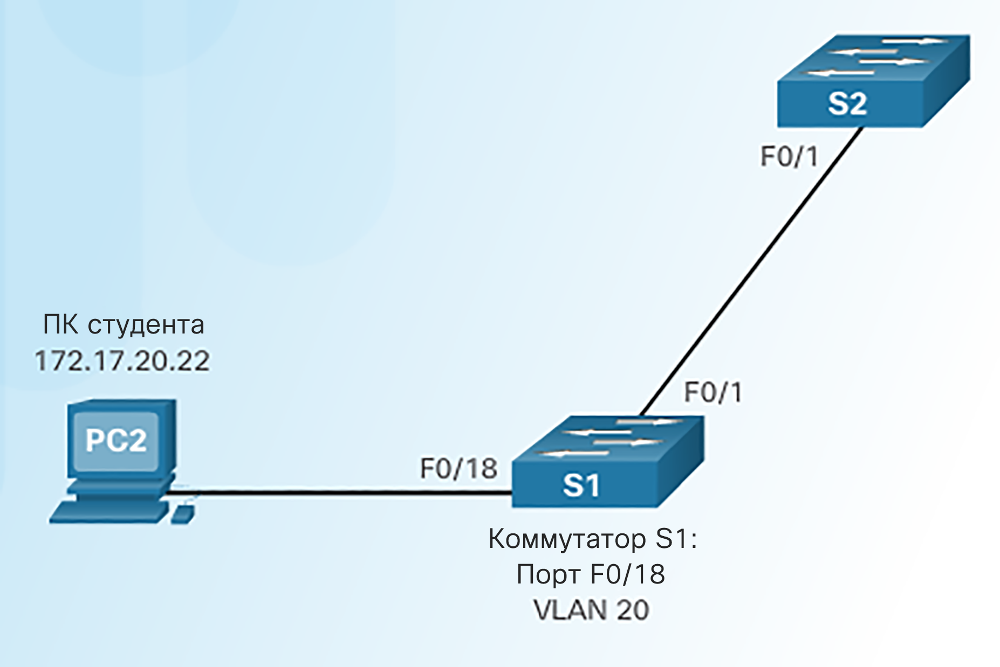 S2
F0/1
ПК студента
172.17.20.22
F0/1
PC2
F0/18
S1
Коммутатор S1:
Порт F0/18
VLAN 20